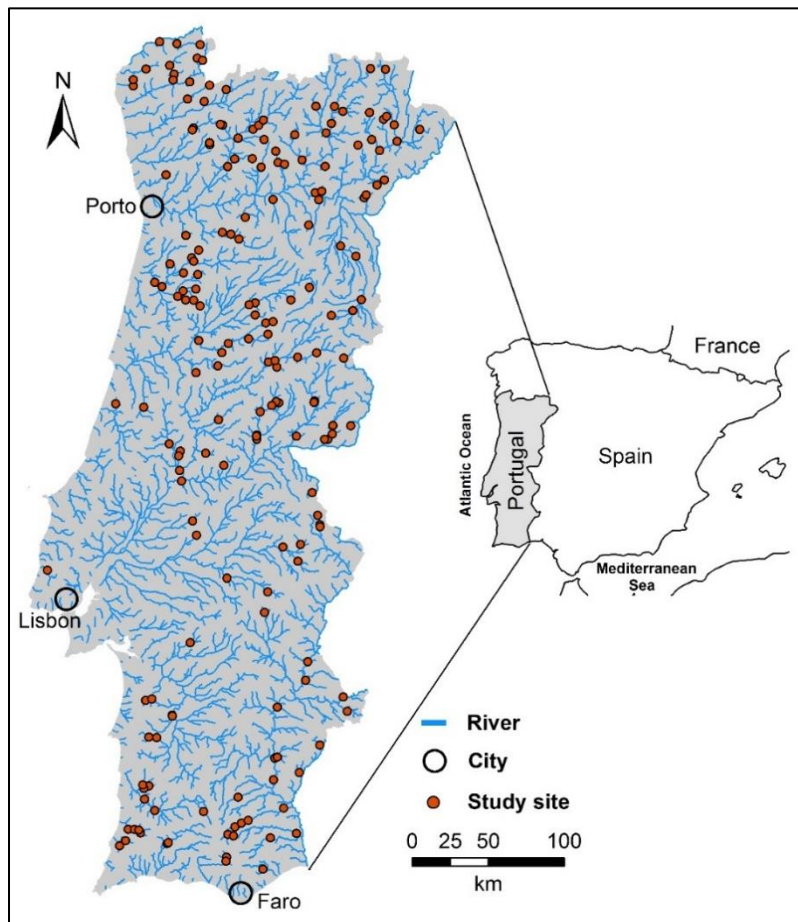 N
Porto
Lisbon
Faro
France
Spain
Portugal
Atlantic Ocean
Mediterranean
Sea
River
City
Study site
0 25 50 100
km